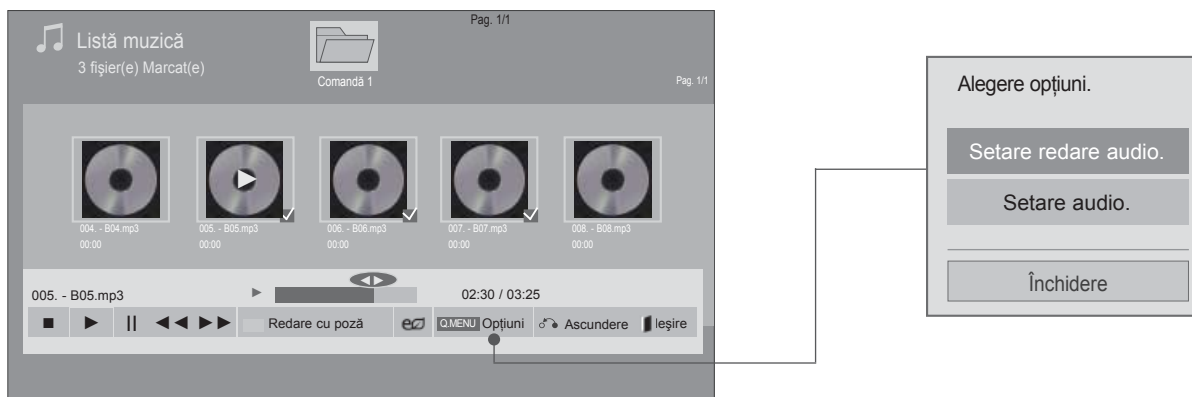 Pag. 1/1
Listă muzică
3 fişier(e) Marcat(e)
Comandă 1
Pag. 1/1
004. - B04.mp3
00:00
005. - B05.mp3
00:00
006. - B06.mp3
00:00
007. - B07.mp3
00:00
008. - B08.mp3
00:00
005. - B05.mp3
02:30 / 03:25
Redare cu poză
Q.MENU Opțiuni
Ascundere
Ieşire
Alegere opțiuni.
Setare redare audio.
Setare audio.
Închidere